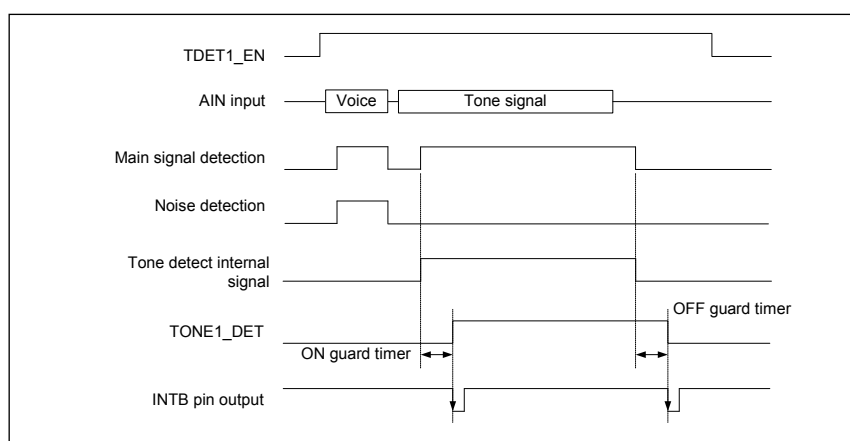 TDET1_EN
AIN input
Voice
Tone signal
Main signal detection
Noise detection
Tone detect internal
signal
OFF guard timer
TONE1_DET
ON guard timer
INTB pin output